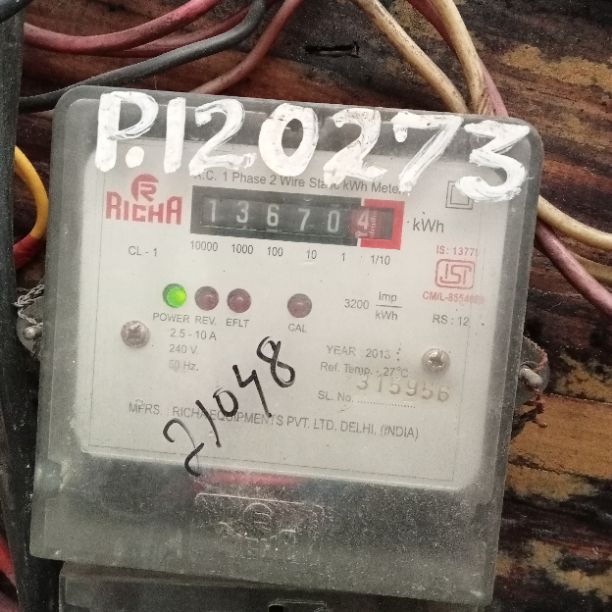 P.120273
A.C. 1 Phase 2 Wire Static kWh Meter
RICHA
136704 kWh
CL - 1 10000 1000 100 10 1 1/10
IS : 13779
ISI
CM/L-
RS : 12
POWER REV. EFLT CAL
3200 Imp/kWh
2.5 - 10 A
240 V.
50 Hz.
YEAR 2013
Ref. Temp. - 27°C
SL. No. 315956
21048
MFRS. : RICHA EQUIPMENTS PVT. LTD. DELHI. (INDIA)